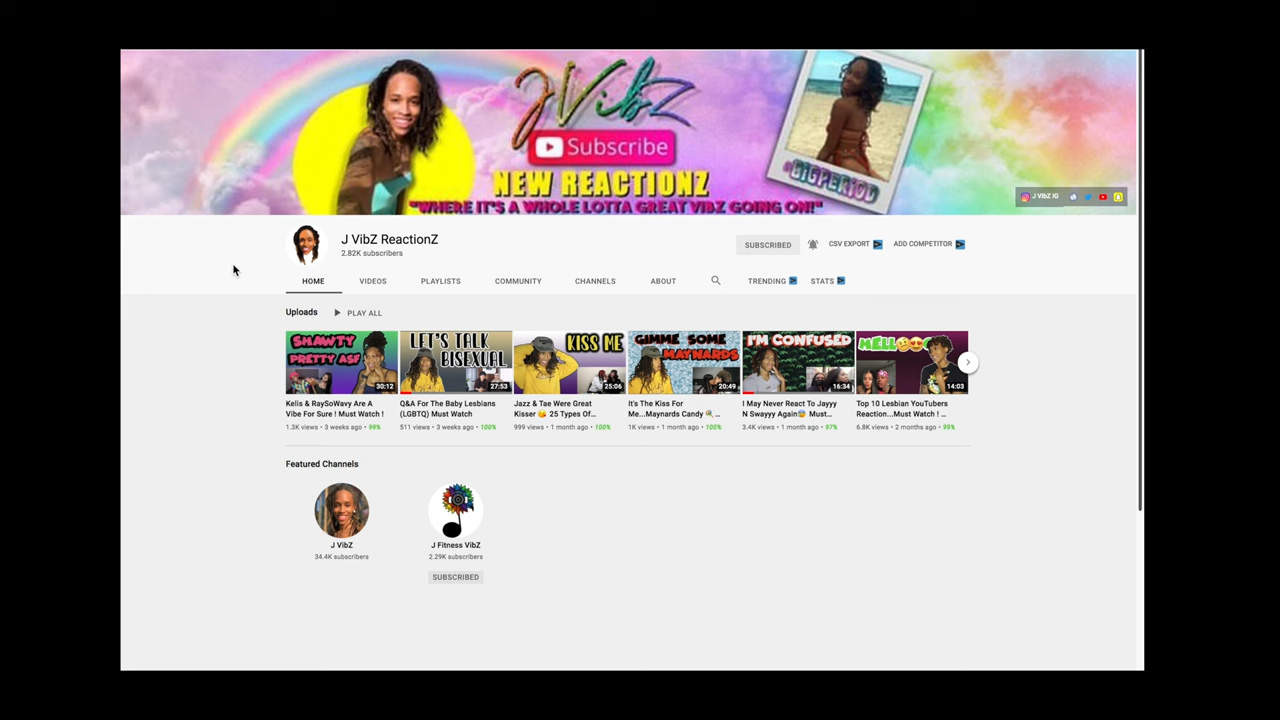 JVibZ
Subscribe
NEW REACTIONZ
"WHERE IT'S A WHOLE LOTTA GREAT VIBZ GOING ON!"
@BIGPERIOD
J VibZ IG
J VibZ ReactionZ
2.82K subscribers
SUBSCRIBED
CSV EXPORT
ADD COMPETITOR
HOME
VIDEOS
PLAYLISTS
COMMUNITY
CHANNELS
ABOUT
TRENDING
STATS
Uploads
PLAY ALL
SHAWTY
PRETTY ASF
30:12
LET'S TALK
BISEXUAL
27:53
KISS ME
25:06
GIMME SOME
MAYNARDS
20:49
I'M CONFUSED
16:34
HELLO
14:03
Kelis & RaySoWavy Are A
Vibe For Sure ! Must Watch !
1.3K views • 3 weeks ago • 99%
Q&A For The Baby Lesbians
(LGBTQ) Must Watch
511 views • 3 weeks ago • 100%
Jazz & Tae Were Great
Kisser 😘 25 Types Of...
999 views • 1 month ago • 100%
It's The Kiss For
Me...Maynards Candy 🍭...
1K views • 1 month ago • 100%
I May Never React To Jayyy
N Swayyy Again😰 Must...
3.4K views • 1 month ago • 97%
Top 10 Lesbian YouTubers
Reaction...Must Watch ! ...
6.8K views • 2 months ago • 99%
Featured Channels
J VibZ
34.4K subscribers
J Fitness VibZ
2.29K subscribers
SUBSCRIBED